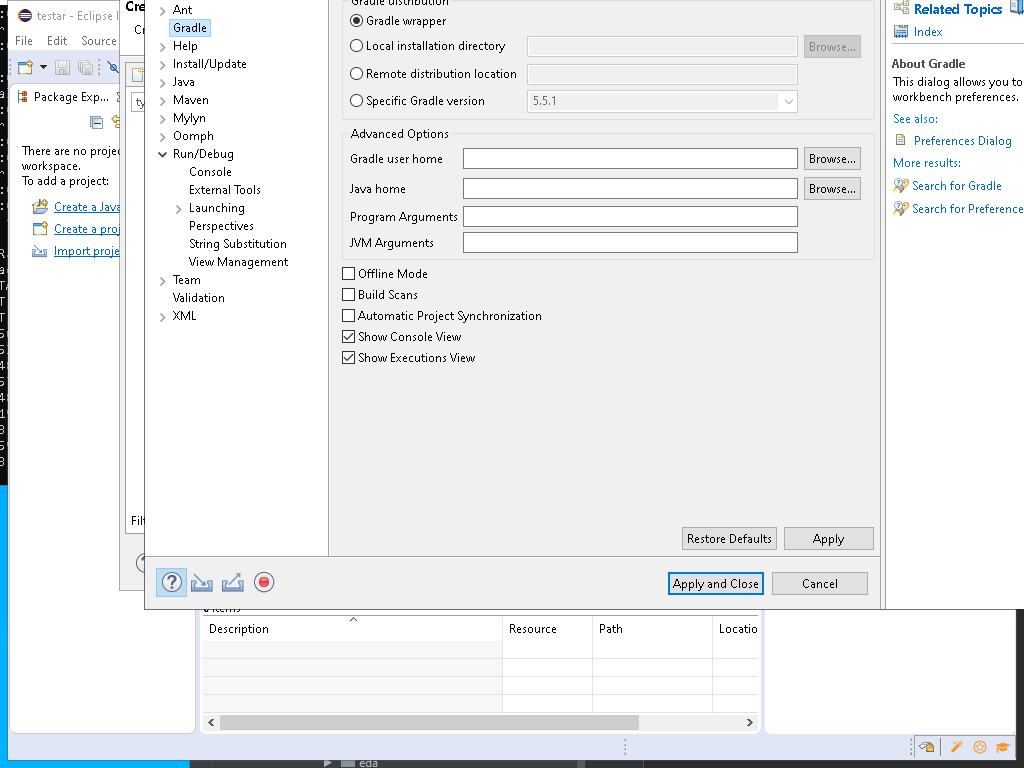 testar - Eclipse I
File Edit Source
Package Exp...
There are no proje
workspace.
To add a project:
Create a Java
Create a proj
Import proje
Cre
Cr
ty
Filt
Ant
Gradle
Help
Install/Update
Java
Maven
Mylyn
Oomph
Run/Debug
Console
External Tools
Launching
Perspectives
String Substitution
View Management
Team
Validation
XML
Gradle distribution
Gradle wrapper
Local installation directory Browse...
Remote distribution location
Specific Gradle version 5.5.1
Advanced Options
Gradle user home Browse...
Java home Browse...
Program Arguments
JVM Arguments
Offline Mode
Build Scans
Automatic Project Synchronization
Show Console View
Show Executions View
Restore Defaults Apply
Apply and Close Cancel
Related Topics
Index
About Gradle
This dialog allows you to
workbench preferences.
See also:
Preferences Dialog
More results:
Search for Gradle
Search for Preference
items
Description Resource Path Locatio
eda